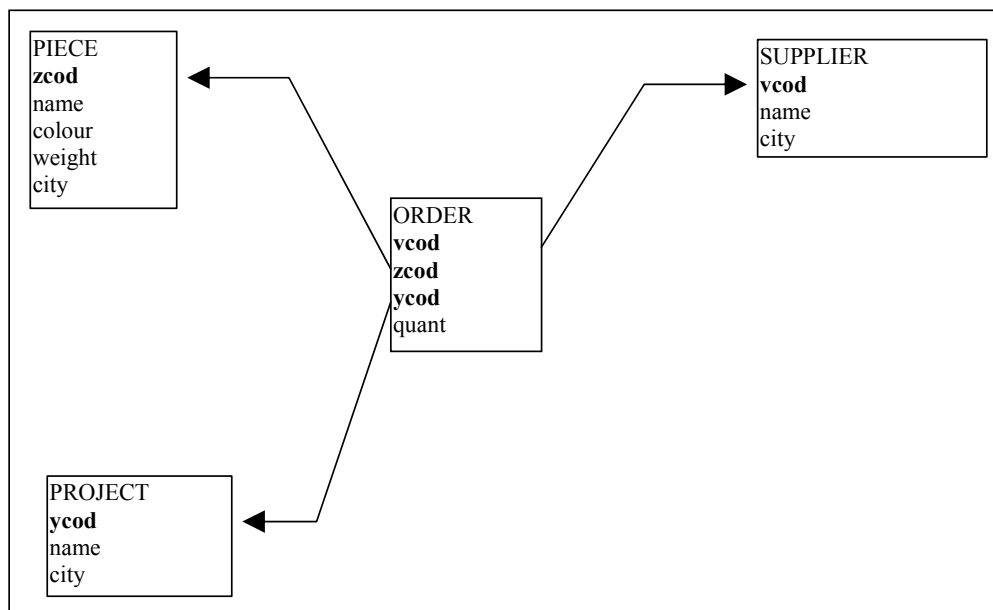 PIECE
zcod
name
colour
weight
city
SUPPLIER
vcod
name
city
ORDER
vcod
zcod
ycod
quant
PROJECT
ycod
name
city